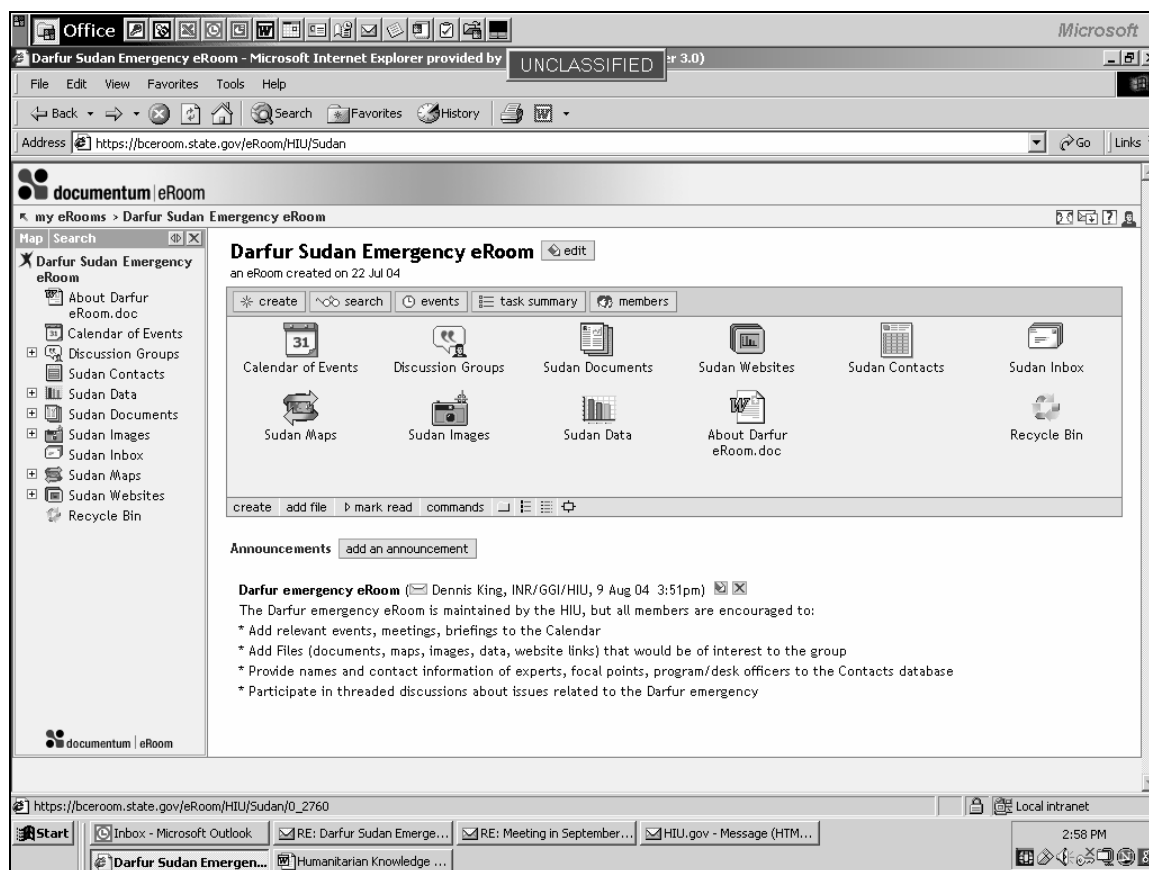 Office
Microsoft
Darfur Sudan Emergency eRoom - Microsoft Internet Explorer provided by
UNCLASSIFIED
er 3.0)
File Edit View Favorites Tools Help
Back Search Favorites History
Address https://bceroom.state.gov/eRoom/HIU/Sudan Go Links
documentum | eRoom
my eRooms > Darfur Sudan Emergency eRoom
Map Search
Darfur Sudan Emergency
eRoom
About Darfur
eRoom.doc
31 Calendar of Events
Discussion Groups
Sudan Contacts
Sudan Data
Sudan Documents
Sudan Images
Sudan Inbox
Sudan Maps
Sudan Websites
Recycle Bin
documentum | eRoom
Darfur Sudan Emergency eRoom edit
an eRoom created on 22 Jul 04
create search events task summary members
31
Calendar of Events Discussion Groups Sudan Documents Sudan Websites Sudan Contacts Sudan Inbox
Sudan Maps Sudan Images Sudan Data About Darfur Recycle Bin
eRoom.doc
create add file mark read commands
Announcements add an announcement
Darfur emergency eRoom ( Dennis King, INR/GGI/HIU, 9 Aug 04 3:51pm)
The Darfur emergency eRoom is maintained by the HIU, but all members are encouraged to:
* Add relevant events, meetings, briefings to the Calendar
* Add Files (documents, maps, images, data, website links) that would be of interest to the group
* Provide names and contact information of experts, focal points, program/desk officers to the Contacts database
* Participate in threaded discussions about issues related to the Darfur emergency
https://bceroom.state.gov/eRoom/HIU/Sudan/0_2760 Local intranet
Start Inbox - Microsoft Outlook RE: Darfur Sudan Emerge... RE: Meeting in September... HIU.gov - Message (HTM... 2:58 PM
Darfur Sudan Emergen... Humanitarian Knowledge ...